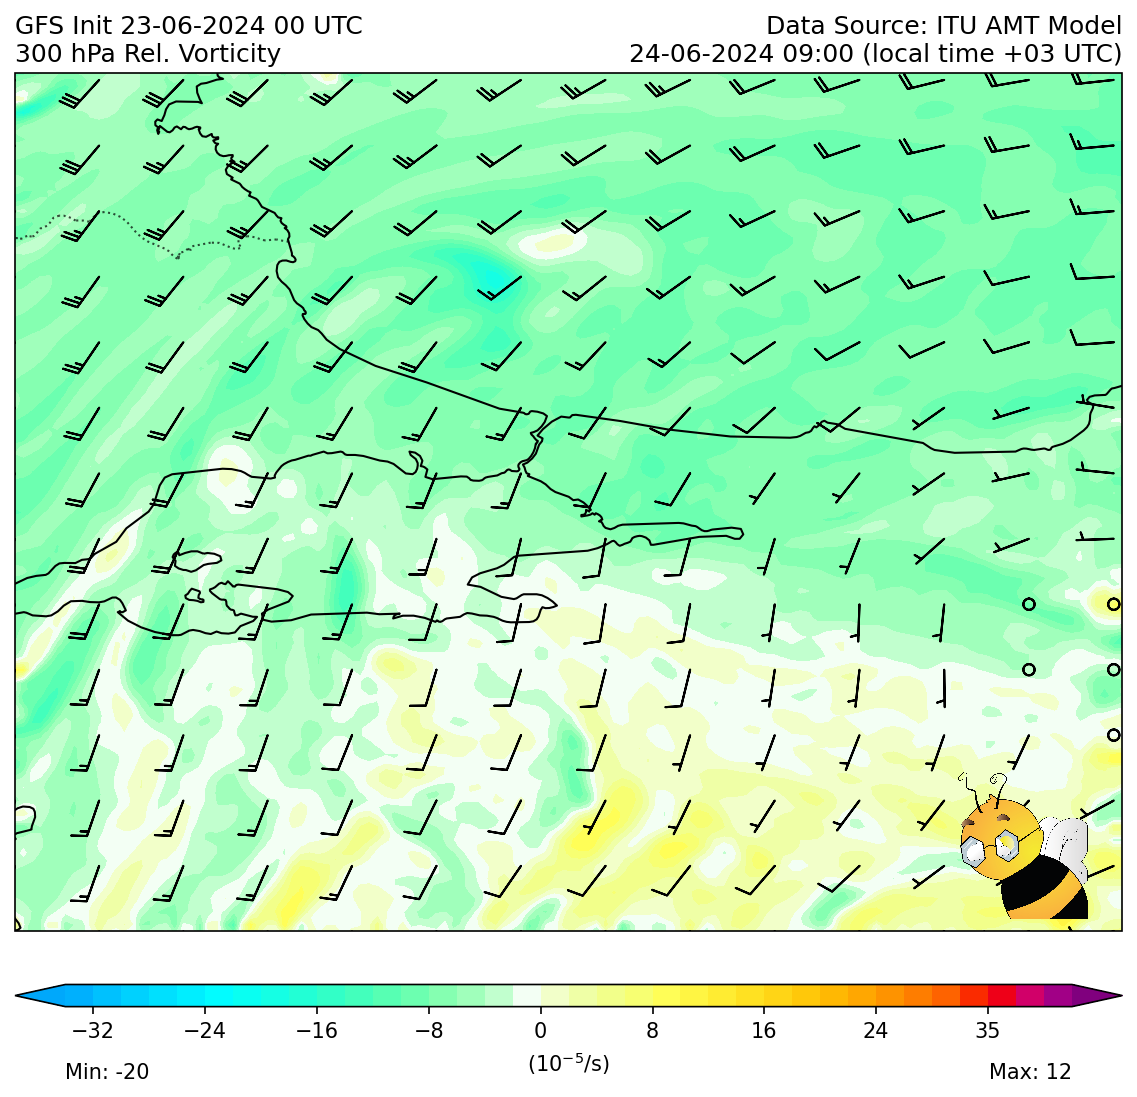 GFS Init 23-06-2024 00 UTC
Data Source: ITU AMT Model
300 hPa Rel. Vorticity
24-06-2024 09:00 (local time +03 UTC)
−32 −24 −16 −8 0 8 16 24 35
(10⁻⁵/s)
Min: -20
Max: 12